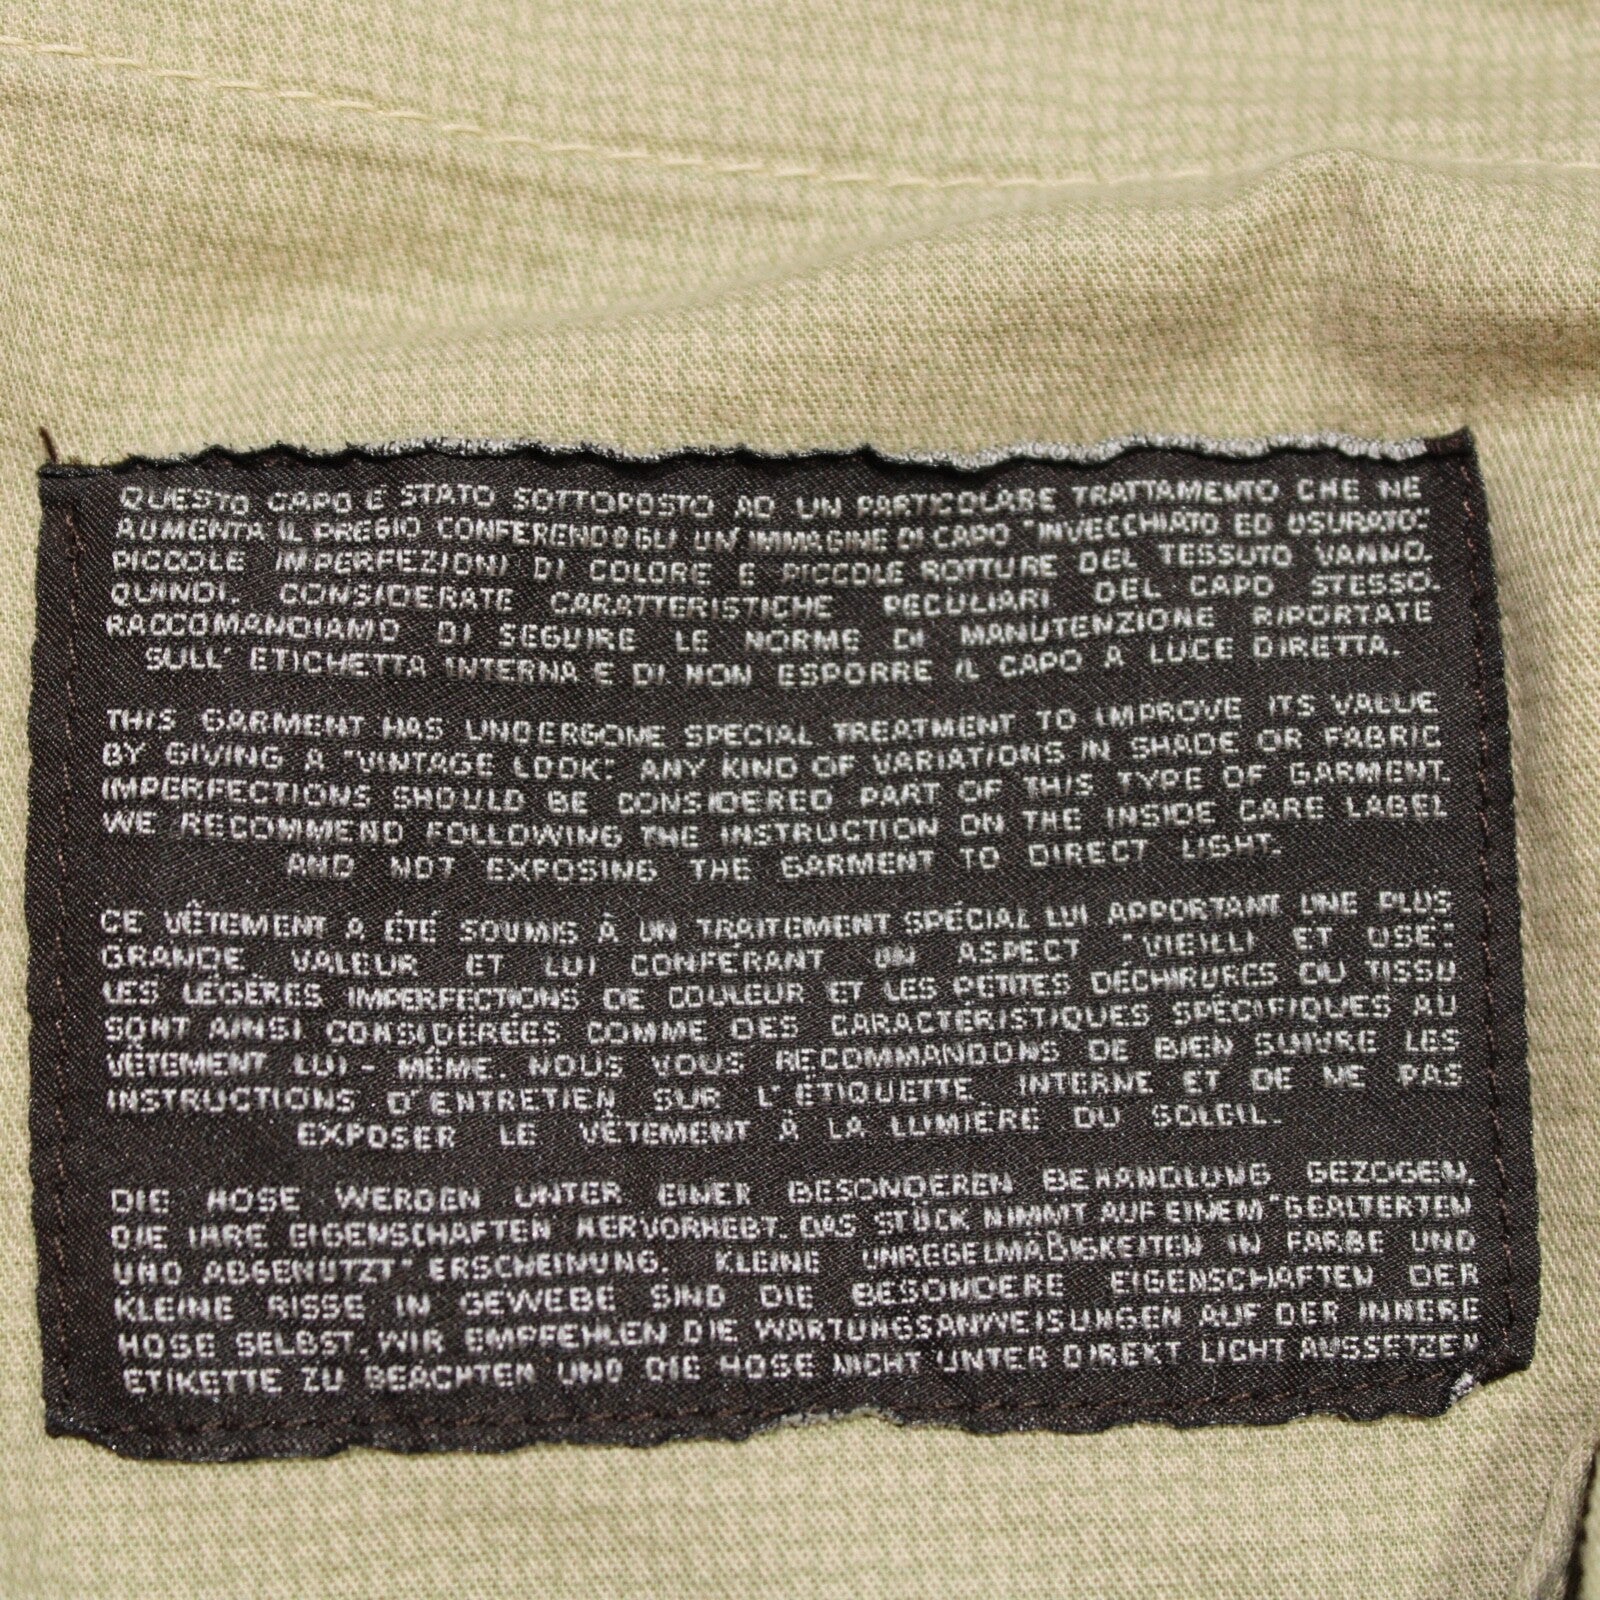 QUESTO CAPO E STATO SOTTOPOSTO AD UN PARTICOLARE TRATTAMENTO CHE NE
AUMENTA IL PREGIO CONFERENDOGLI UN'IMMAGINE DI CAPO "INVECCHIATO ED USURATO".
PICCOLE IMPERFEZIONI DI COLORE E PICCOLE ROTTURE DEL TESSUTO VANNO,
QUINDI, CONSIDERATE CARATTERISTICHE PECULIARI DEL CAPO STESSO.
RACCOMANDIAMO DI SEGUIRE LE NORME DI MANUTENZIONE RIPORTATE
SULL' ETICHETTA INTERNA E DI NON ESPORRE IL CAPO A LUCE DIRETTA.
THIS GARMENT HAS UNDERGONE SPECIAL TREATMENT TO IMPROVE ITS VALUE
BY GIVING A "VINTAGE LOOK". ANY KIND OF VARIATIONS IN SHADE OR FABRIC
IMPERFECTIONS SHOULD BE CONSIDERED PART OF THIS TYPE OF GARMENT.
WE RECOMMEND FOLLOWING THE INSTRUCTION ON THE INSIDE CARE LABEL
AND NOT EXPOSING THE GARMENT TO DIRECT LIGHT.
CE VÊTEMENT A ÉTÉ SOUMIS À UN TRAITEMENT SPÉCIAL LUI APPORTANT UNE PLUS
GRANDE VALEUR ET LUI CONFÉRANT UN ASPECT "VIEILLI ET USE".
LES LÉGÈRES IMPERFECTIONS DE COULEUR ET LES PETITES DÉCHIRURES DU TISSU
SONT AINSI CONSIDÉRÉES COMME DES CARACTERISTIQUES SPÉCIFIQUES AU
VÊTEMENT LUI - MÊME. NOUS VOUS RECOMMANDONS DE BIEN SUIVRE LES
INSTRUCTIONS D'ENTRETIEN SUR L'ÉTIQUETTE INTERNE ET DE NE PAS
EXPOSER LE VÊTEMENT À LA LUMIÈRE DU SOLEIL.
DIE HOSE WERDEN UNTER EINER BESONDEREN BEHANDLUNG GEZOGEN,
DIE IHRE EIGENSCHAFTEN HERVORHEBT. DAS STÜCK NIMMT AUF EINEM "GEALTERTEN
UND ABGENUTZT" ERSCHEINUNG. KLEINE UNREGELMÄßIGKEITEN IN FARBE UND
KLEINE RISSE IN GEWEBE SIND DIE BESONDERE EIGENSCHAFTEN DER
HOSE SELBST. WIR EMPFEHLEN DIE WARTUNGSANWEISUNGEN AUF DER INNERE
ETIKETTE ZU BEACHTEN UND DIE HOSE NICHT UNTER DIREKT LICHT AUSSETZEN